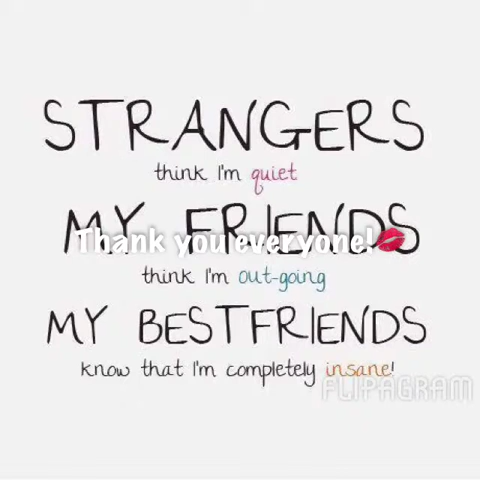 STRANGERS
think I'm quiet
MY FRIENDS
Thank you everyone!💋
think I'm out-going
MY BESTFRIENDS
know that I'm completely insane!
FLIPAGRAM